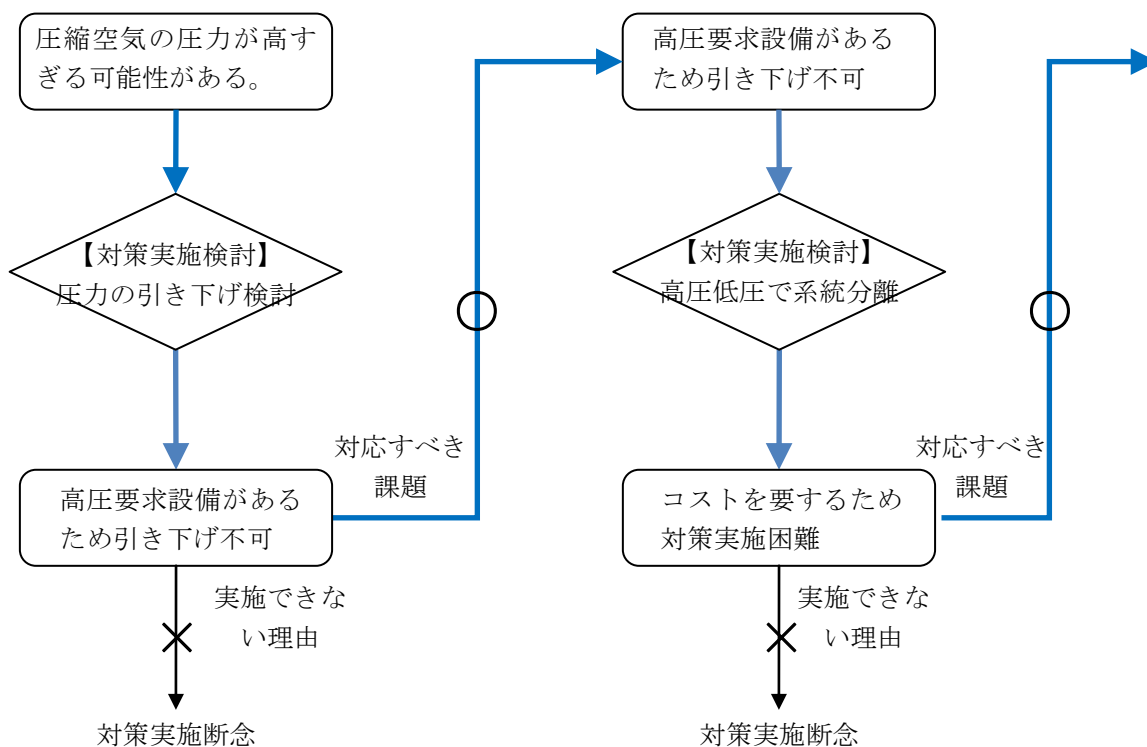 圧縮空気の圧力が高す
ぎる可能性がある。
【対策実施検討】
圧力の引き下げ検討
高圧要求設備がある
ため引き下げ不可
対応すべき
課題
実施できな
い理由
対策実施断念
高圧要求設備がある
ため引き下げ不可
【対策実施検討】
高圧低圧で系統分離
コストを要するため
対策実施困難
対応すべき
課題
実施できな
い理由
対策実施断念